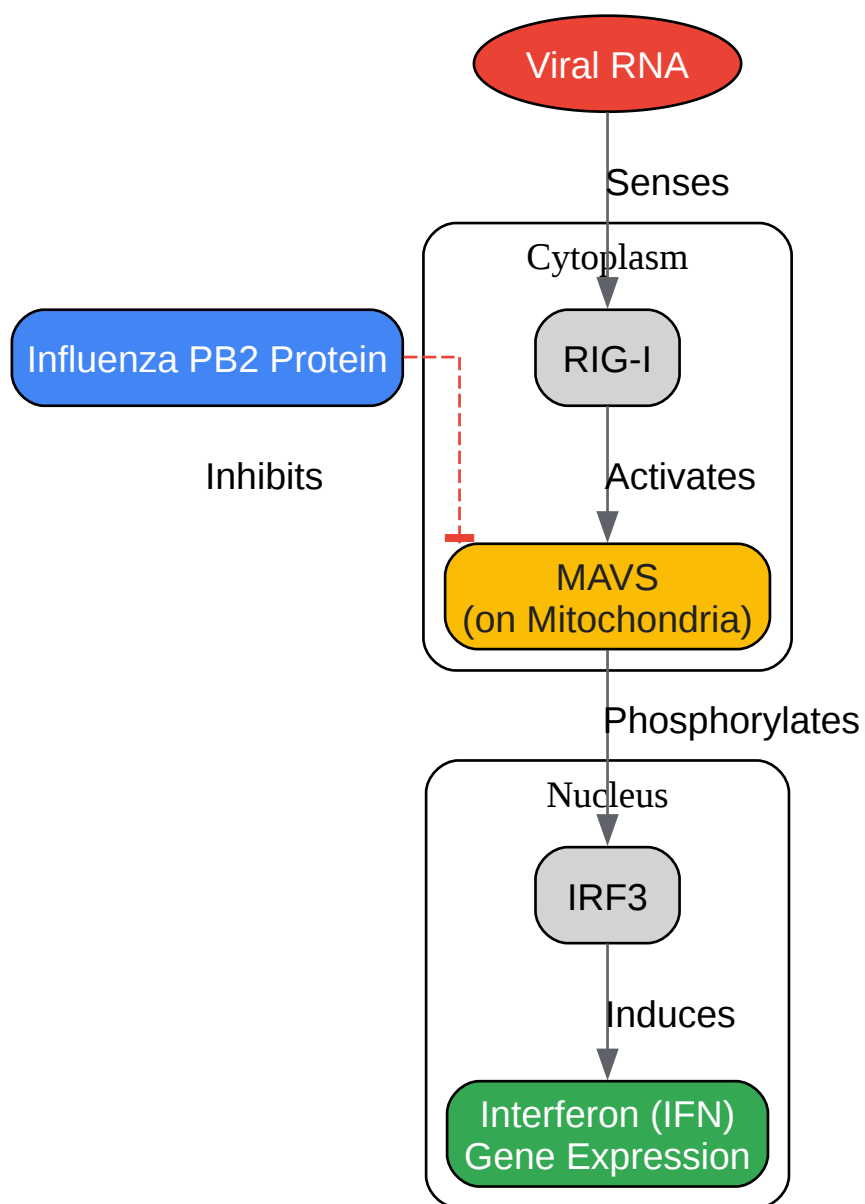 Viral RNA
Senses
Cytoplasm
Influenza PB2 Protein
RIG-I
Inhibits
Activates
MAVS
(on Mitochondria)
Phosphorylates
Nucleus
IRF3
Induces
Interferon (IFN)
Gene Expression